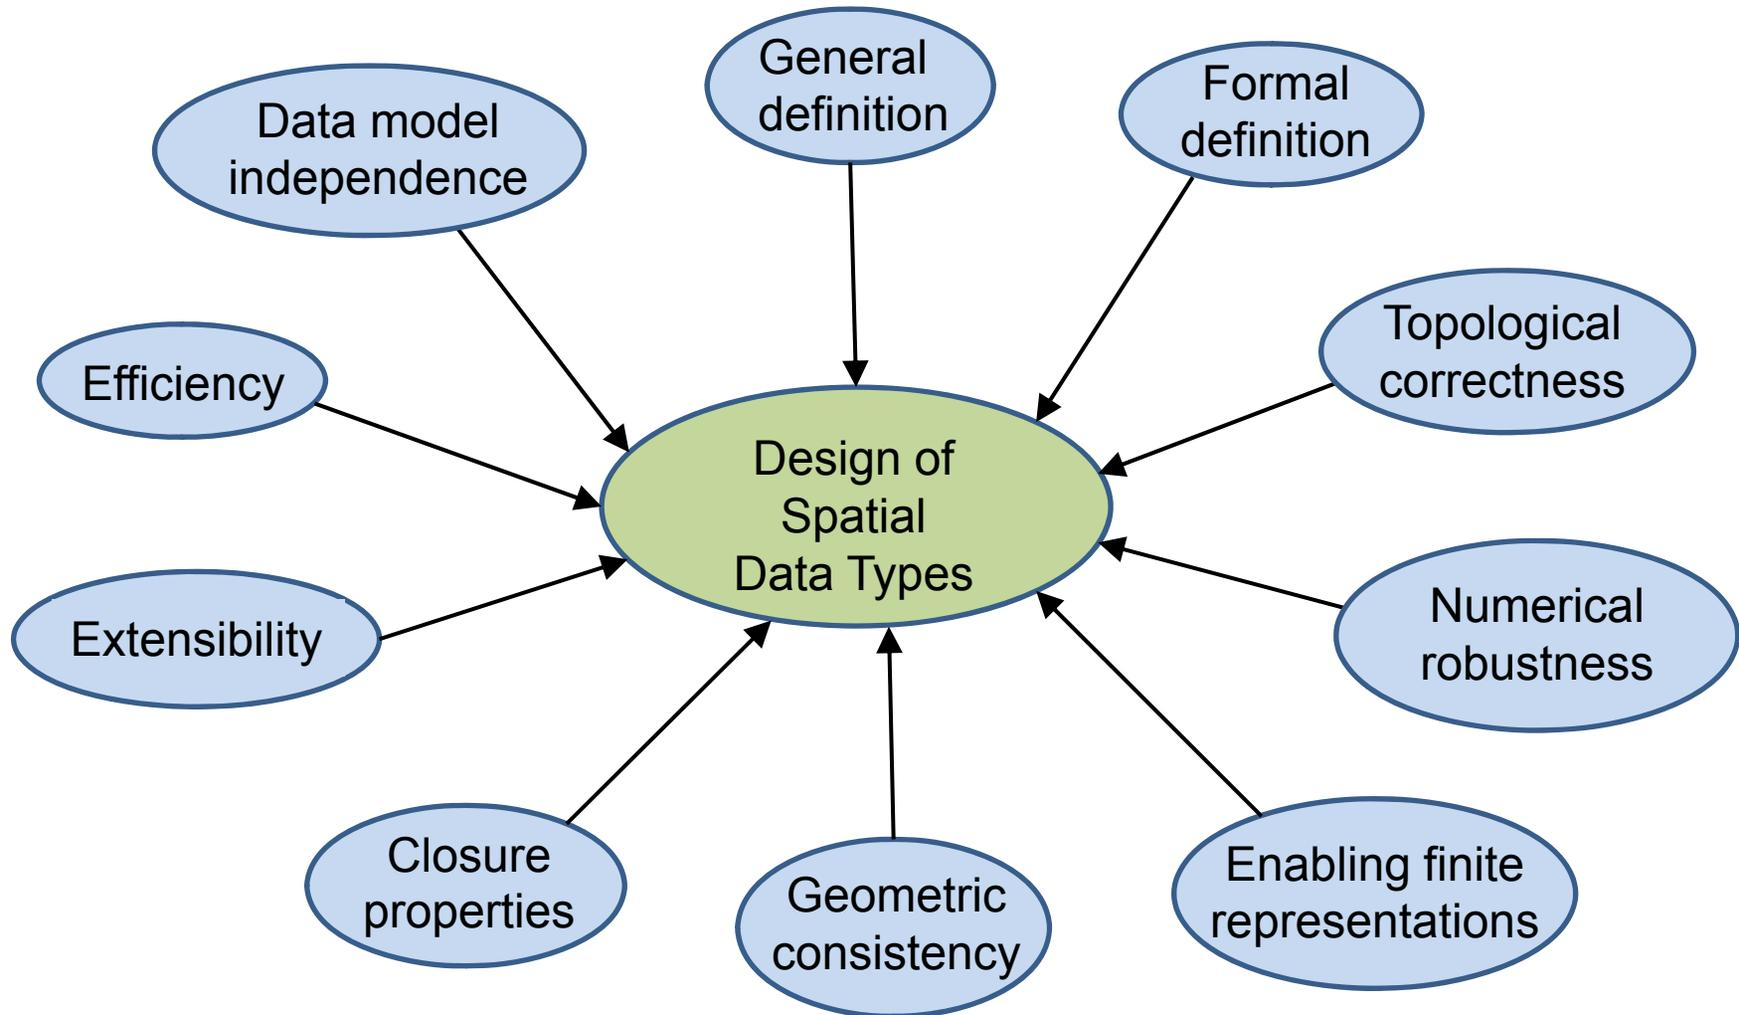 General
definition
Formal
definition
Data model
independence
Topological
correctness
Efficiency
Design of
Spatial
Data Types
Extensibility
Numerical
robustness
Closure
properties
Geometric
consistency
Enabling finite
representations